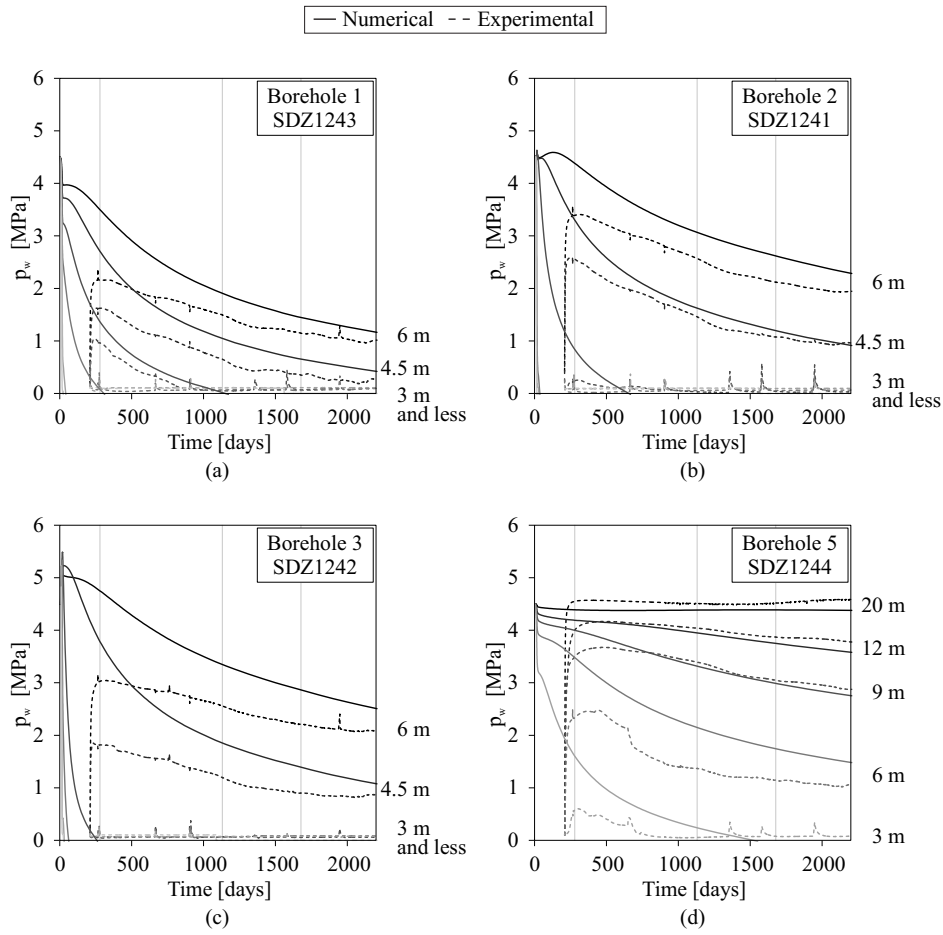 Numerical Experimental
Borehole 1
SDZ1243
6
5
4
3
2
1
0
p_w [MPa]
0 500 1000 1500 2000
Time [days]
6 m
4.5 m
3 m
and less
(a)
Borehole 2
SDZ1241
6
5
4
3
2
1
0
p_w [MPa]
0 500 1000 1500 2000
Time [days]
6 m
4.5 m
3 m
and less
(b)
Borehole 3
SDZ1242
6
5
4
3
2
1
0
p_w [MPa]
0 500 1000 1500 2000
Time [days]
6 m
4.5 m
3 m
and less
(c)
Borehole 5
SDZ1244
6
5
4
3
2
1
0
p_w [MPa]
0 500 1000 1500 2000
Time [days]
20 m
12 m
9 m
6 m
3 m
(d)